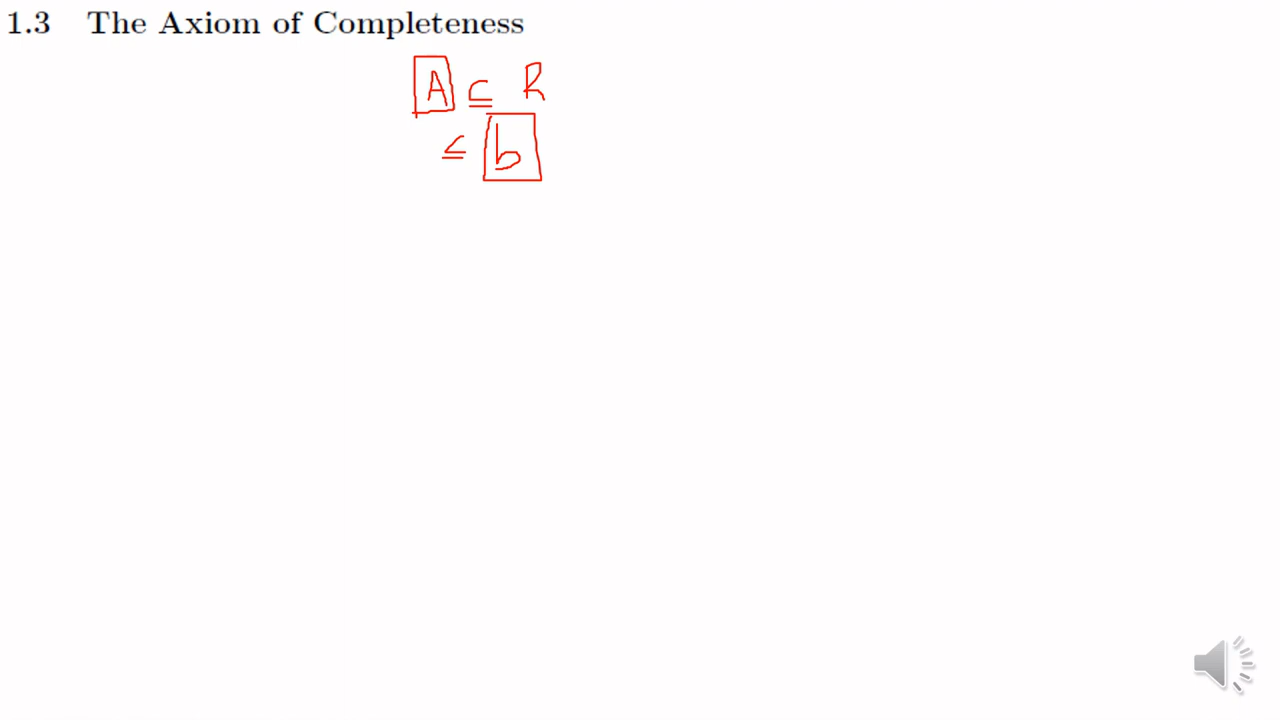 1.3 The Axiom of Completeness
A ⊆ R
≤ b